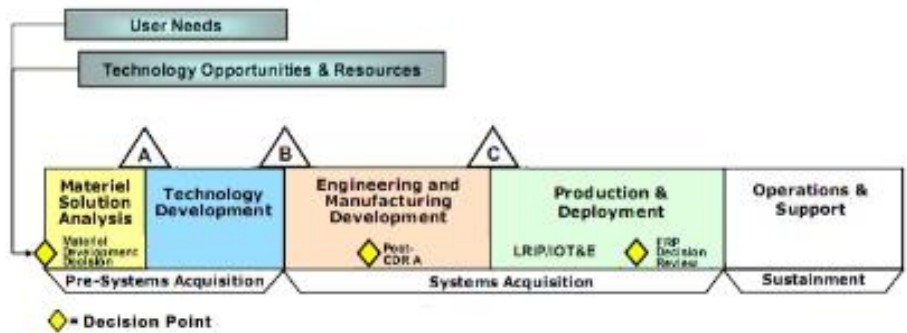 User Needs
Technology Opportunities & Resources
A
B
C
Materiel
Solution
Analysis
Materiel
Development
Decision
Technology
Development
Engineering and
Manufacturing
Development
Post-
CDR A
Production &
Deployment
LRIP/IOT&E
FRP
Decision
Review
Operations &
Support
Pre-Systems Acquisition
Systems Acquisition
Sustainment
= Decision Point